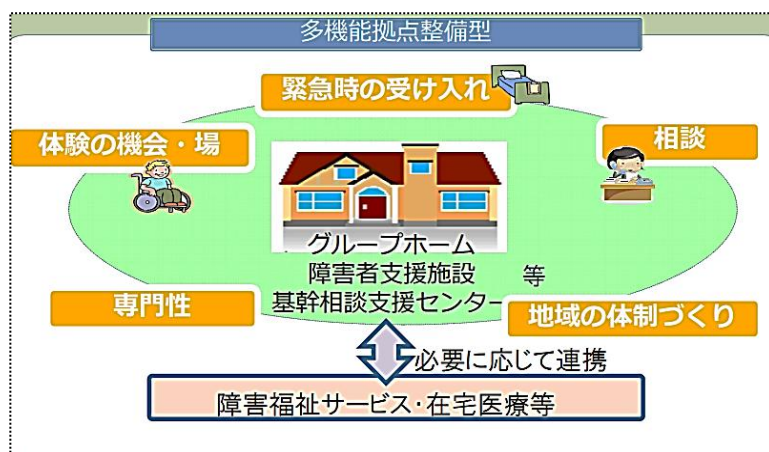 多機能拠点整備型
緊急時の受け入れ
体験の機会・場
相談
グループホーム
障害者支援施設 等
基幹相談支援センター
専門性
地域の体制づくり
必要に応じて連携
障害福祉サービス・在宅医療等